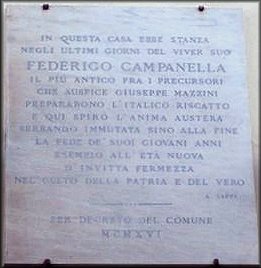 IN QUESTA CASA EBBE STANZA
NEGLI ULTIMI GIORNI DEL VIVER SUO
FEDERIGO CAMPANELLA
IL PIÙ ANTICO FRA I PRECURSORI
CHE AUSPICE GIUSEPPE MAZZINI
PREPARARONO L'ITALICO RISCATTO
E QUI SPIRÒ L'ANIMA AUSTERA
SERBANDO IMMUTATA SINO ALLA FINE
LA FEDE DE' SUOI GIOVANI ANNI
ESEMPIO ALL'ETÀ NUOVA
D'INVITTA FERMEZZA
NEL CULTO DELLA PATRIA E DEL VERO
PER DECRETO DEL COMUNE
MCMXVI